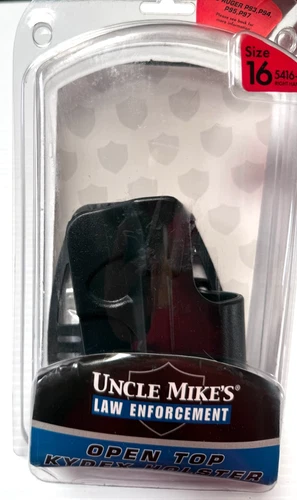 RUGER P93, P94,
P95, P97
Size
16
UNCLE MIKE'S®
LAW ENFORCEMENT
OPEN TOP
KYDEX HOLSTER